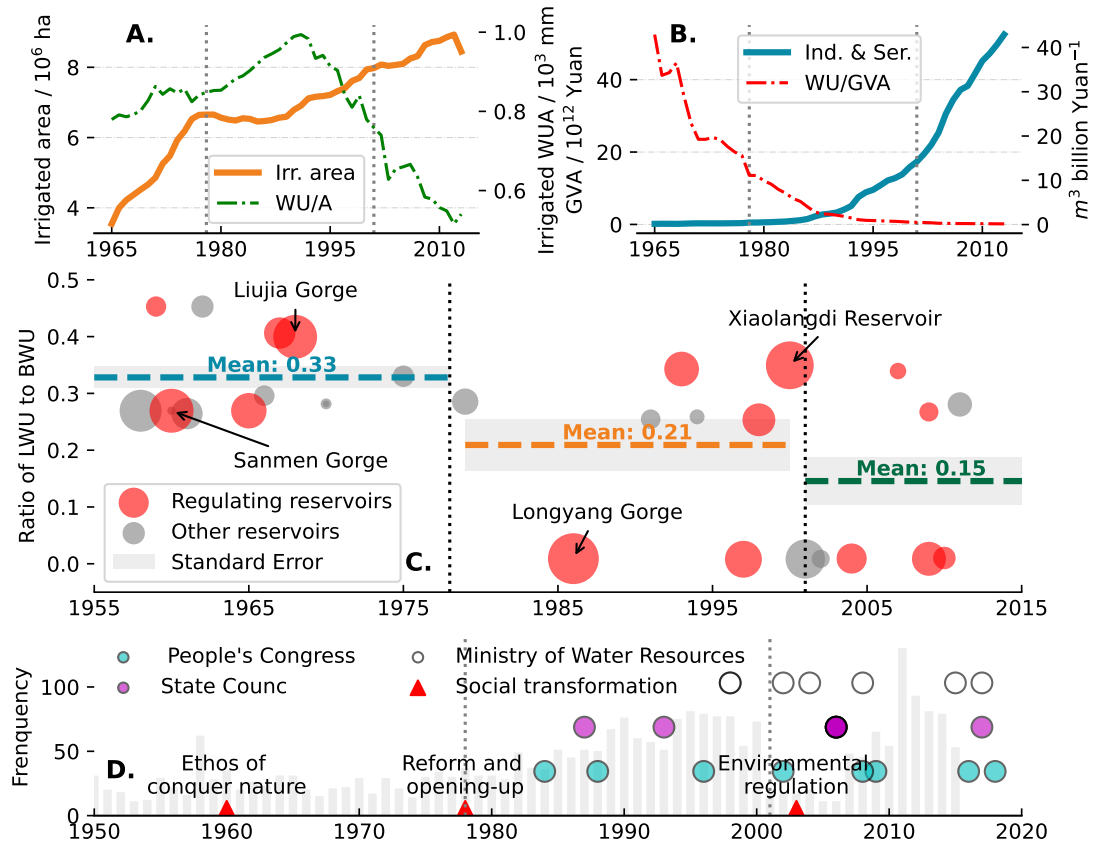 A.
Irrigated area / 10⁶ ha
8
6
4
1.0
0.8
0.6
Irrigated WUA / 10³ mm
Irr. area
WU/A
1965
1980
1995
2010
B.
GVA / 10¹² Yuan
40
20
0
40
30
20
10
0
m³ billion Yuan⁻¹
Ind. & Ser.
WU/GVA
1965
1980
1995
2010
Ratio of LWU to BWU
0.5
0.4
0.3
0.2
0.1
0.0
Liujia Gorge
Xiaolangdi Reservoir
Mean: 0.33
Mean: 0.21
Mean: 0.15
Sanmen Gorge
Longyang Gorge
Regulating reservoirs
Other reservoirs
Standard Error
C.
1955
1965
1975
1985
1995
2005
2015
Frenquency
100
50
0
People's Congress
State Counc
Ministry of Water Resources
Social transformation
D.
Ethos of
conquer nature
Reform and
opening-up
Environmental
regulation
1950
1960
1970
1980
1990
2000
2010
2020